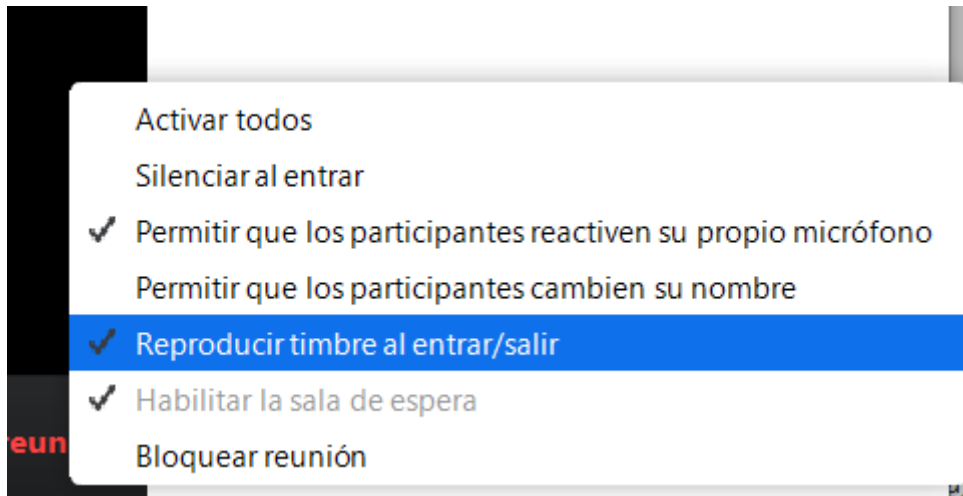 Activar todos
Silenciar al entrar
Permitir que los participantes reactiven su propio micrófono
Permitir que los participantes cambien su nombre
Reproducir timbre al entrar/salir
Habilitar la sala de espera
reun
Bloquear reunión